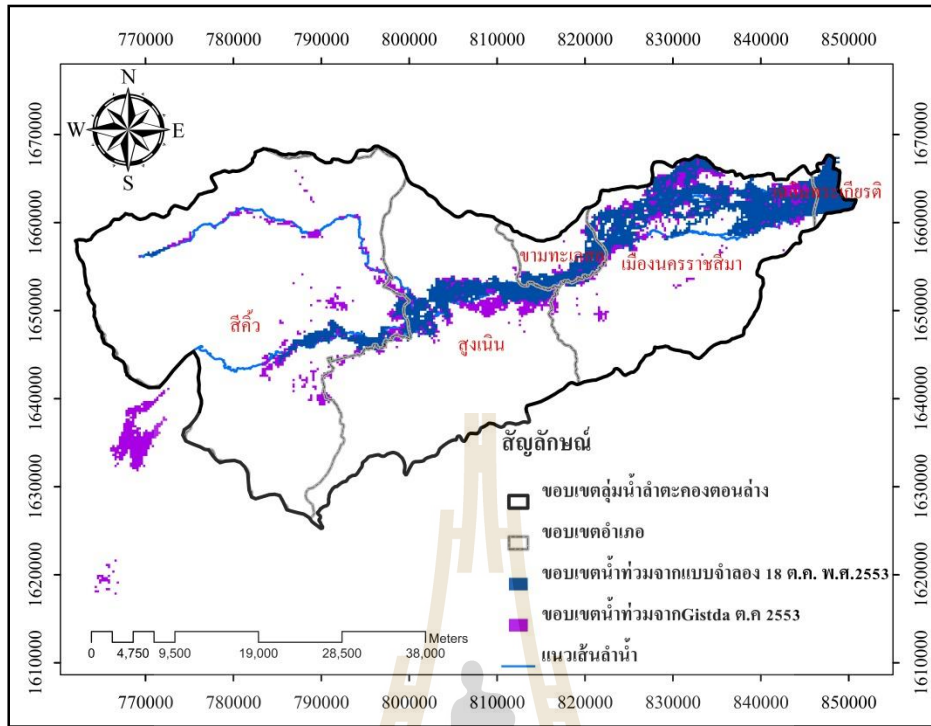 770000 780000 790000 800000 810000 820000 830000 840000 850000
1670000 1670000
1660000 1660000
1650000 1650000
1640000 1640000
1630000 1630000
1620000 1620000
1610000 1610000
N
W E
S
ขามทะเลสอ เมืองนครราชสีมา
สีคิ้ว
สูงเนิน
สัญลักษณ์
ขอบเขตลุ่มน้ำลำตะคองตอนล่าง
ขอบเขตอำเภอ
ขอบเขตน้ำท่วมจากแบบจำลอง 18 ต.ค. พ.ศ.2553
ขอบเขตน้ำท่วมจากGistda ต.ค 2553
แนวเส้นลำน้ำ
Meters
0 4,750 9,500 19,000 28,500 38,000
770000 780000 790000 800000 810000 820000 830000 840000 850000